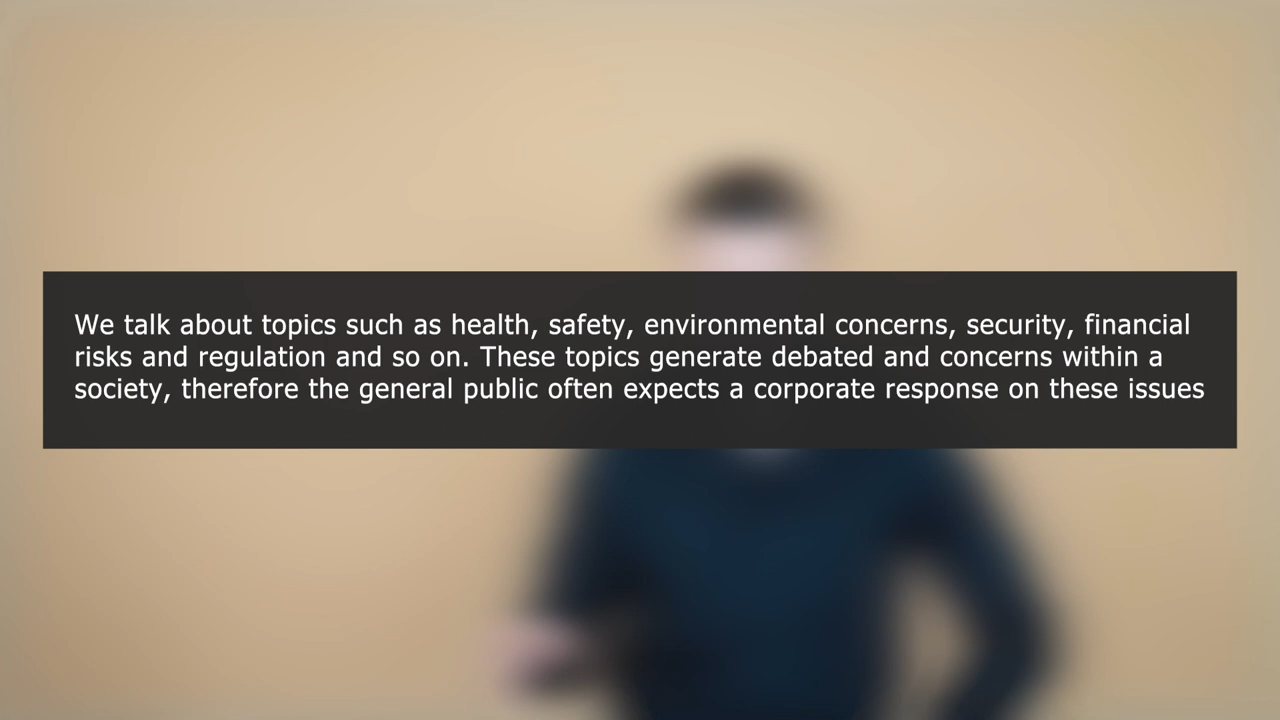 We talk about topics such as health, safety, environmental concerns, security, financial
risks and regulation and so on. These topics generate debated and concerns within a
society, therefore the general public often expects a corporate response on these issues